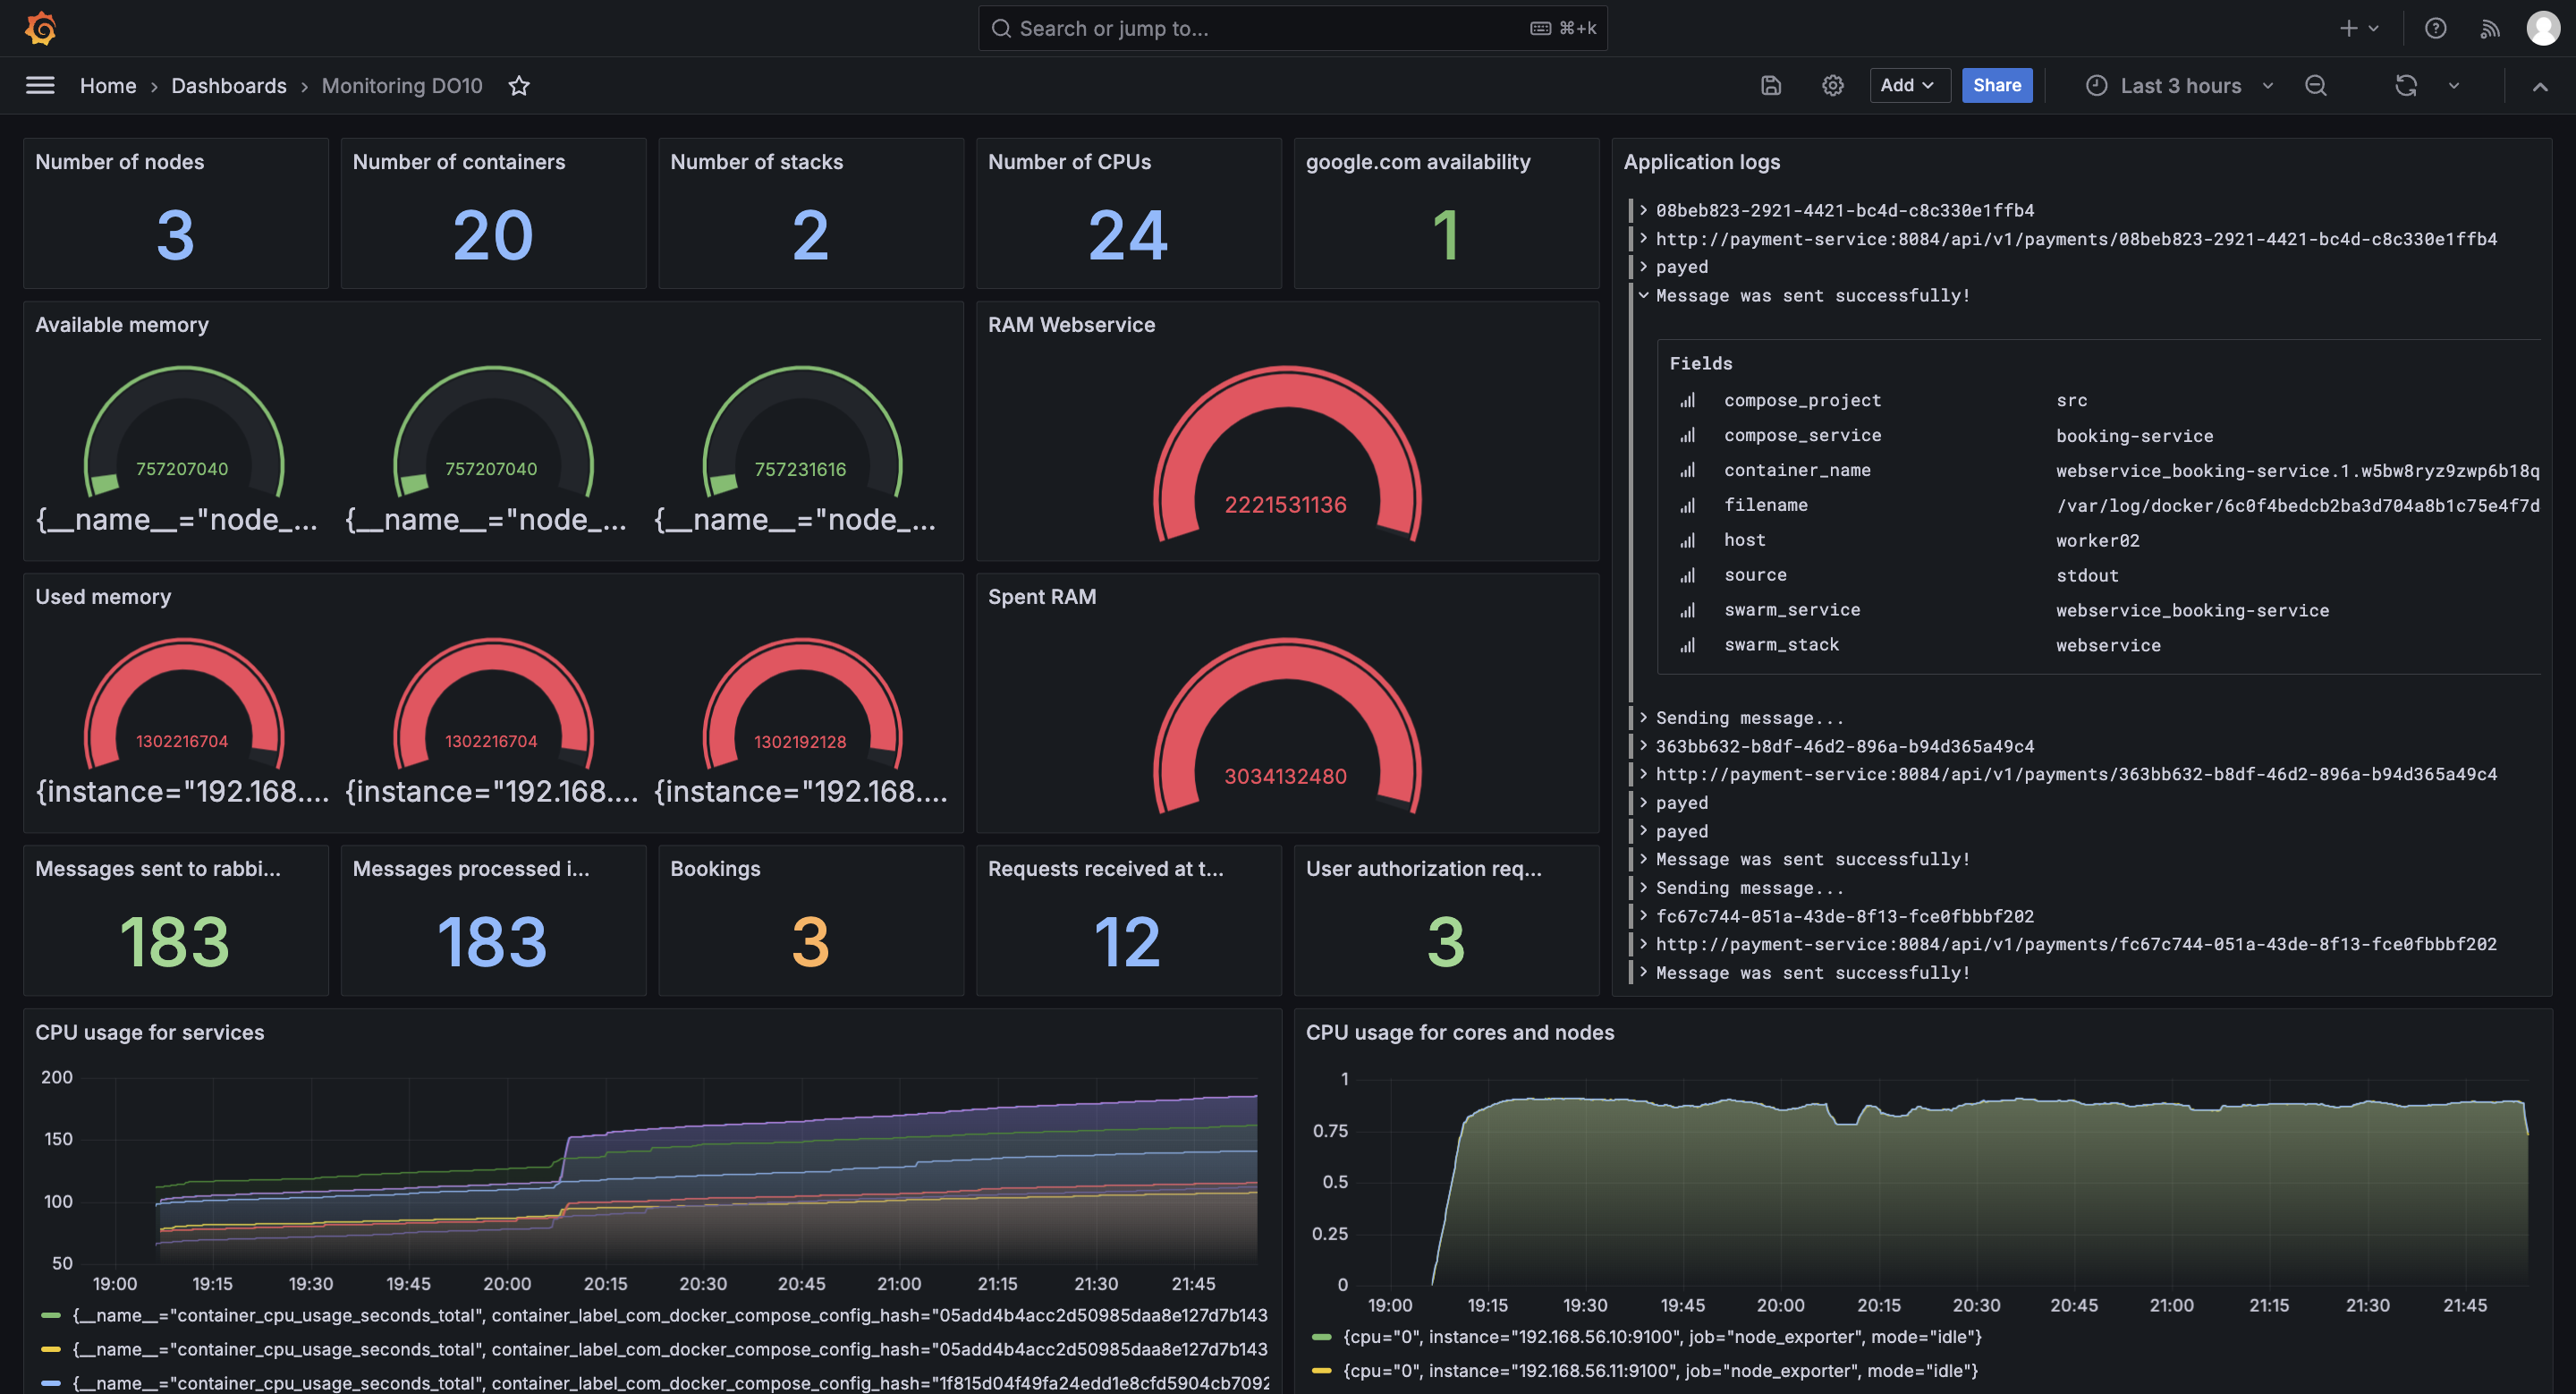 Search or jump to...
⌘+k
Home › Dashboards › Monitoring DO10
Add
Share
Last 3 hours
Number of nodes
3
Number of containers
20
Number of stacks
2
Number of CPUs
24
google.com availability
1
Available memory
757207040
757207040
757231616
{__name__="node_...
{__name__="node_...
{__name__="node_...
RAM Webservice
2221531136
Used memory
1302216704
1302216704
1302192128
{instance="192.168....
{instance="192.168....
{instance="192.168....
Spent RAM
3034132480
Messages sent to rabbi...
183
Messages processed i...
183
Bookings
3
Requests received at t...
12
User authorization req...
3
Application logs
08beb823-2921-4421-bc4d-c8c330e1ffb4
http://payment-service:8084/api/v1/payments/08beb823-2921-4421-bc4d-c8c330e1ffb4
payed
Message was sent successfully!
Fields
compose_project src
compose_service booking-service
container_name webservice_booking-service.1.w5bw8ryz9zwp6b18q
filename /var/log/docker/6c0f4bedcb2ba3d704a8b1c75e4f7d
host worker02
source stdout
swarm_service webservice_booking-service
swarm_stack webservice
Sending message...
363bb632-b8df-46d2-896a-b94d365a49c4
http://payment-service:8084/api/v1/payments/363bb632-b8df-46d2-896a-b94d365a49c4
payed
payed
Message was sent successfully!
Sending message...
fc67c744-051a-43de-8f13-fce0fbbbf202
http://payment-service:8084/api/v1/payments/fc67c744-051a-43de-8f13-fce0fbbbf202
Message was sent successfully!
CPU usage for services
200
150
100
50
19:00 19:15 19:30 19:45 20:00 20:15 20:30 20:45 21:00 21:15 21:30 21:45
{__name__="container_cpu_usage_seconds_total", container_label_com_docker_compose_config_hash="05add4b4acc2d50985daa8e127d7b143
{__name__="container_cpu_usage_seconds_total", container_label_com_docker_compose_config_hash="05add4b4acc2d50985daa8e127d7b143
{__name__="container_cpu_usage_seconds_total", container_label_com_docker_compose_config_hash="1f815d04f49fa24edd1e8cfd5904cb7092
CPU usage for cores and nodes
1
0.75
0.5
0.25
0
19:00 19:15 19:30 19:45 20:00 20:15 20:30 20:45 21:00 21:15 21:30 21:45
{cpu="0", instance="192.168.56.10:9100", job="node_exporter", mode="idle"}
{cpu="0", instance="192.168.56.11:9100", job="node_exporter", mode="idle"}